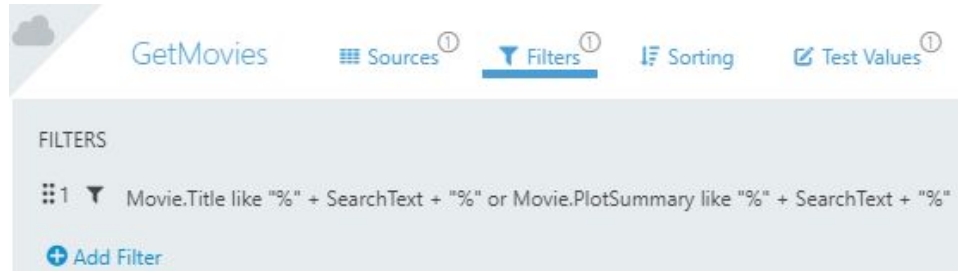 GetMovies Sources 1 Filters 1 Sorting Test Values 1
FILTERS
1 Movie.Title like "%" + SearchText + "%" or Movie.PlotSummary like "%" + SearchText + "%"
Add Filter